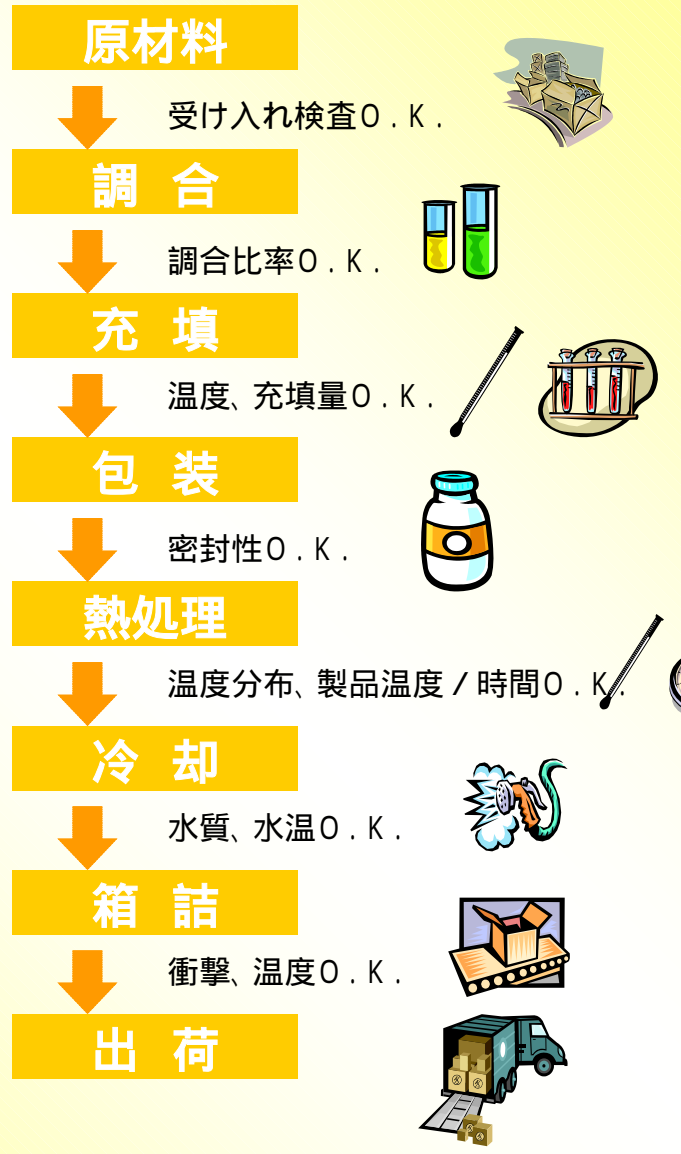 原材料
受け入れ検査O.K.
調 合
調合比率O.K.
充 填
温度、充填量O.K.
包 装
密封性O.K.
熱処理
温度分布、製品温度/時間O.K.
冷 却
水質、水温O.K.
箱 詰
衝撃、温度O.K.
出 荷